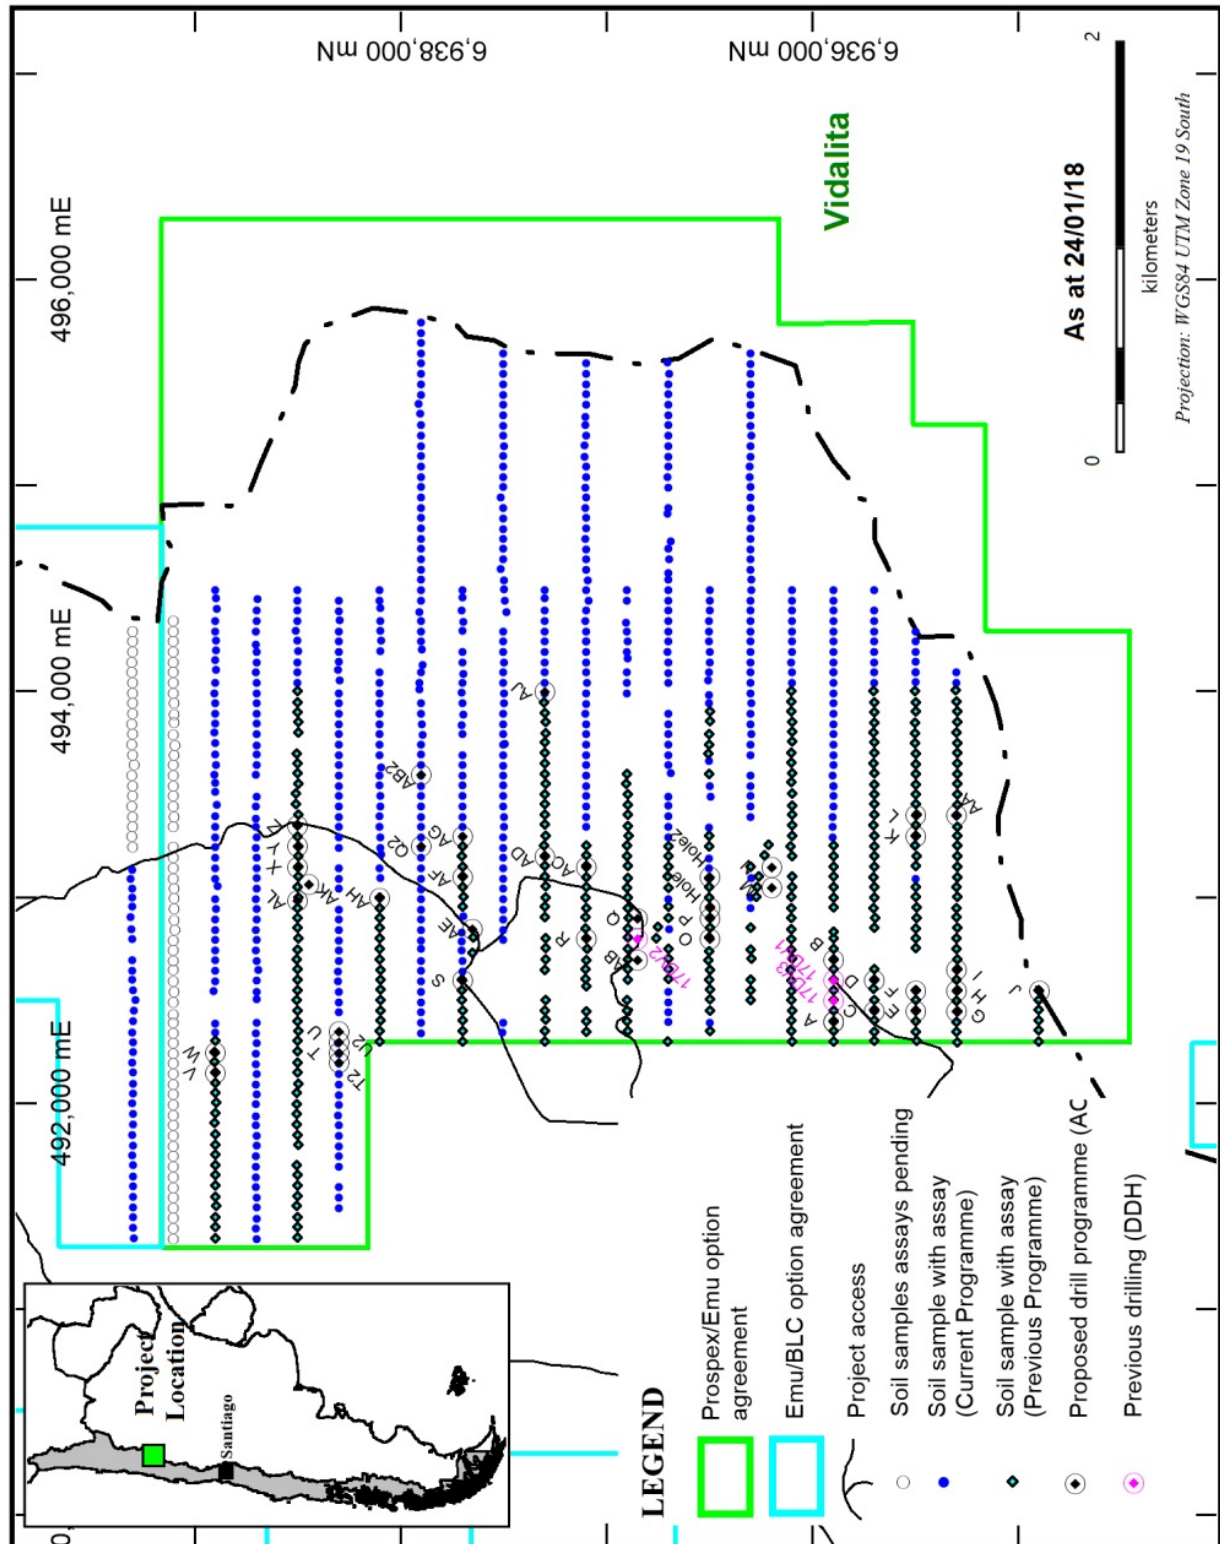 496,000 mE
494,000 mE
492,000 mE
6,938,000 mN
6,936,000 mN
Vidalita
As at 24/01/18
0
2
kilometers
Projection: WGS84 UTM Zone 19 South
V
W
T
U
T2
U2
AL
AK
X
Y
Z
AH
Q2
AB2
S
AE
AF
AG
AD
AJ
R
AC
AB
Q
17DV2
O
P
Hole
Hole2
A
B
17DV3
17DV1
C
D
E
F
G
H
I
J
K
L
AA
Project
Location
Santiago
LEGEND
Prospex/Emu option
agreement
Emu/BLC option agreement
Project access
Soil samples assays pending
Soil sample with assay
(Current Programme)
Soil sample with assay
(Previous Programme)
Proposed drill programme (AC
Previous drilling (DDH)